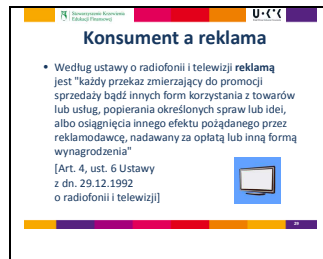 Stowarzyszenie Krzewienia
Edukacji Finansowej
Konsument a reklama
• Według ustawy o radiofonii i telewizji reklamą
jest "każdy przekaz zmierzający do promocji
sprzedaży bądź innych form korzystania z towarów
lub usług, popierania określonych spraw lub idei,
albo osiągnięcia innego efektu pożądanego przez
reklamodawcę, nadawany za opłatą lub inną formą
wynagrodzenia"
[Art. 4, ust. 6 Ustawy
z dn. 29.12.1992
o radiofonii i telewizji]
29